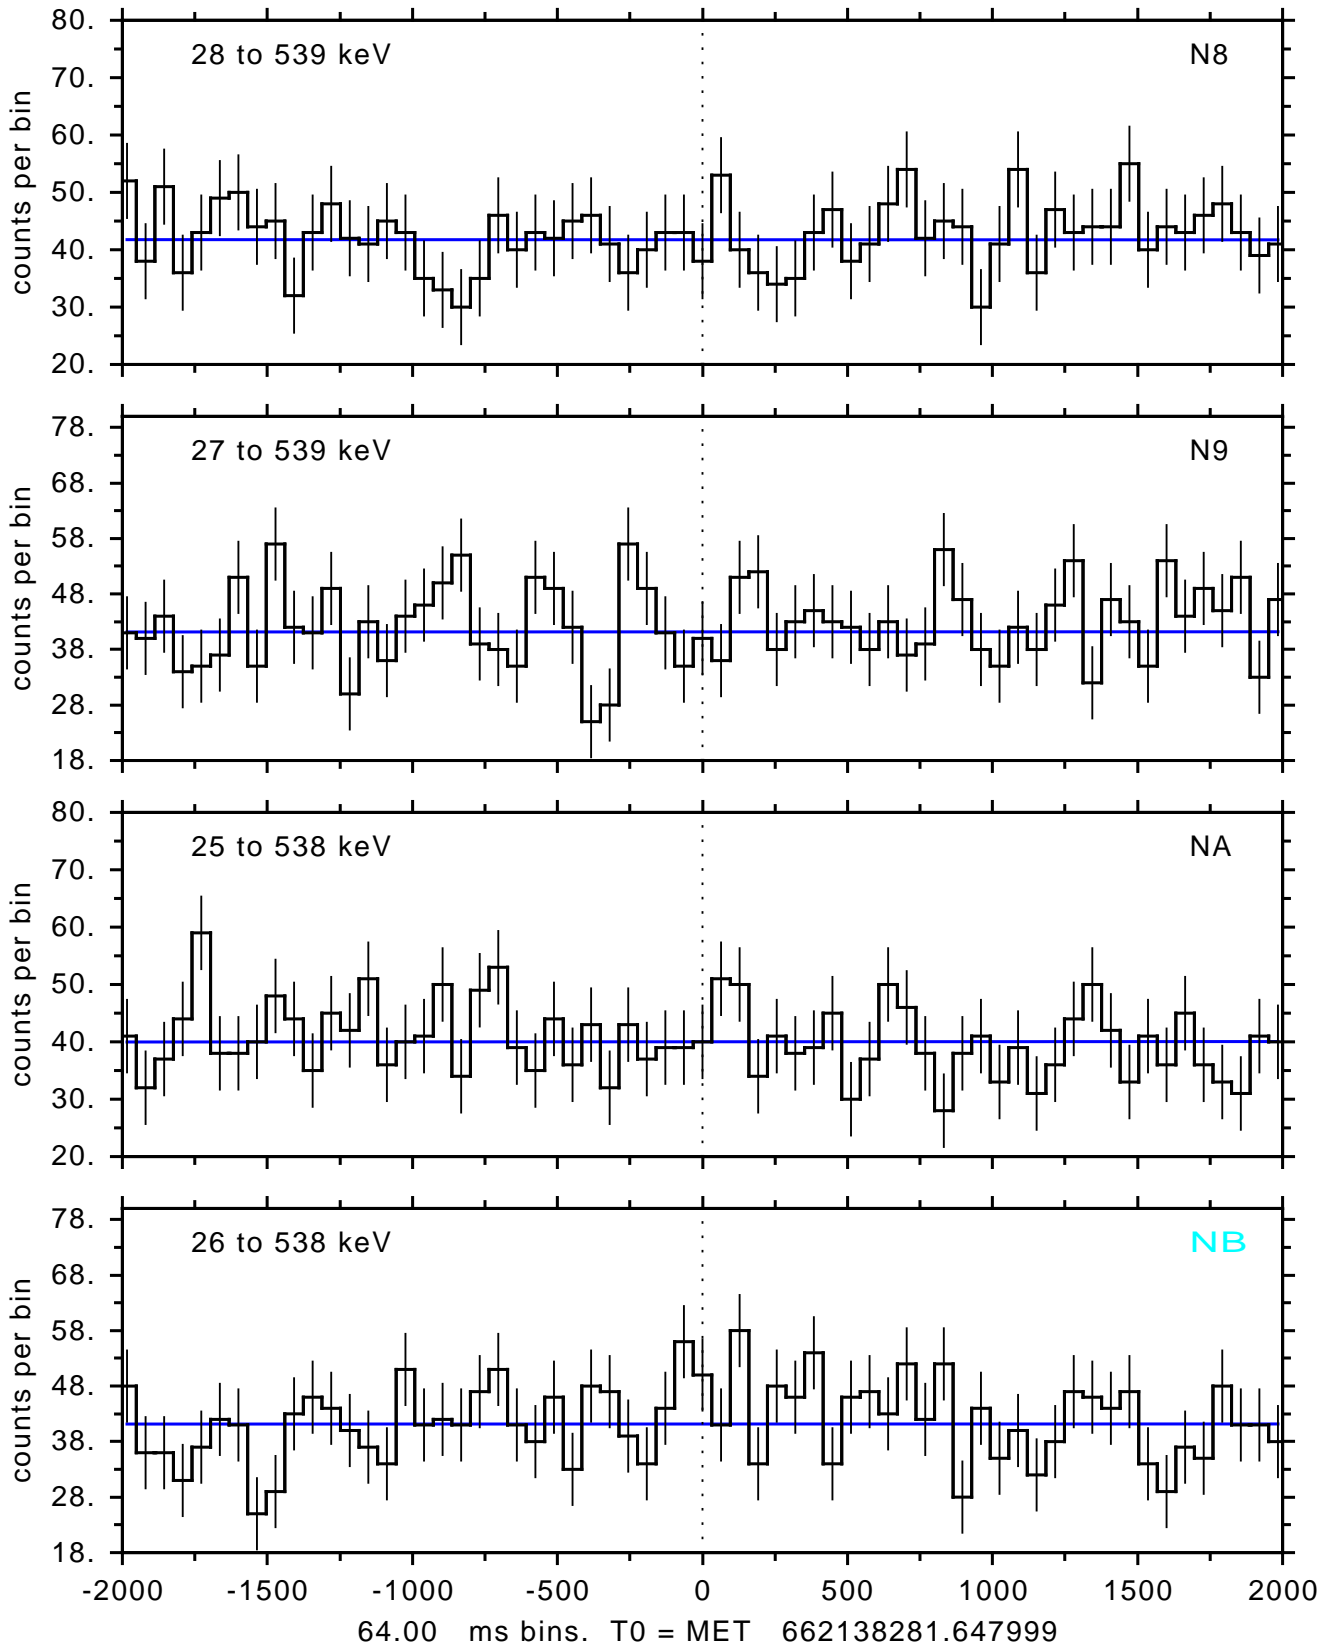 80.
28 to 539 keV N8
70.
60.
50.
40.
30.
20.
counts per bin
78.
27 to 539 keV N9
68.
58.
48.
38.
28.
18.
counts per bin
80.
25 to 538 keV NA
70.
60.
50.
40.
30.
20.
counts per bin
78.
26 to 538 keV NB
68.
58.
48.
38.
28.
18.
counts per bin
-2000 -1500 -1000 -500 0 500 1000 1500 2000
64.00 ms bins. T0 = MET 662138281.647999